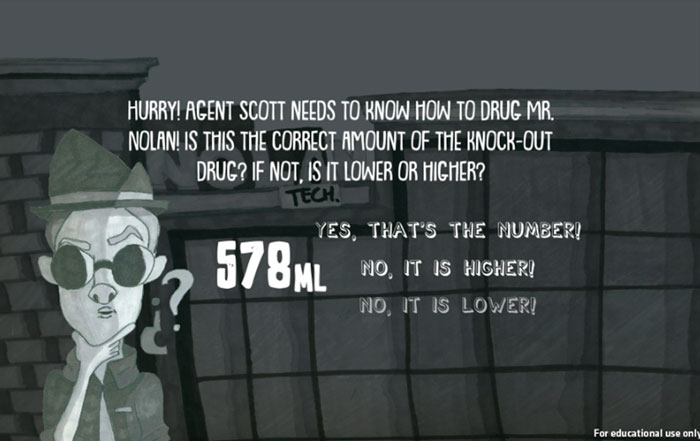 HURRY! AGENT SCOTT NEEDS TO KNOW HOW TO DRUG MR.
NOLAN! IS THIS THE CORRECT AMOUNT OF THE KNOCK-OUT
DRUG? IF NOT, IS IT LOWER OR HIGHER?
TECH.
YES, THAT'S THE NUMBER!
578ML
NO, IT IS HIGHER!
NO, IT IS LOWER!
¿?
For educational use only